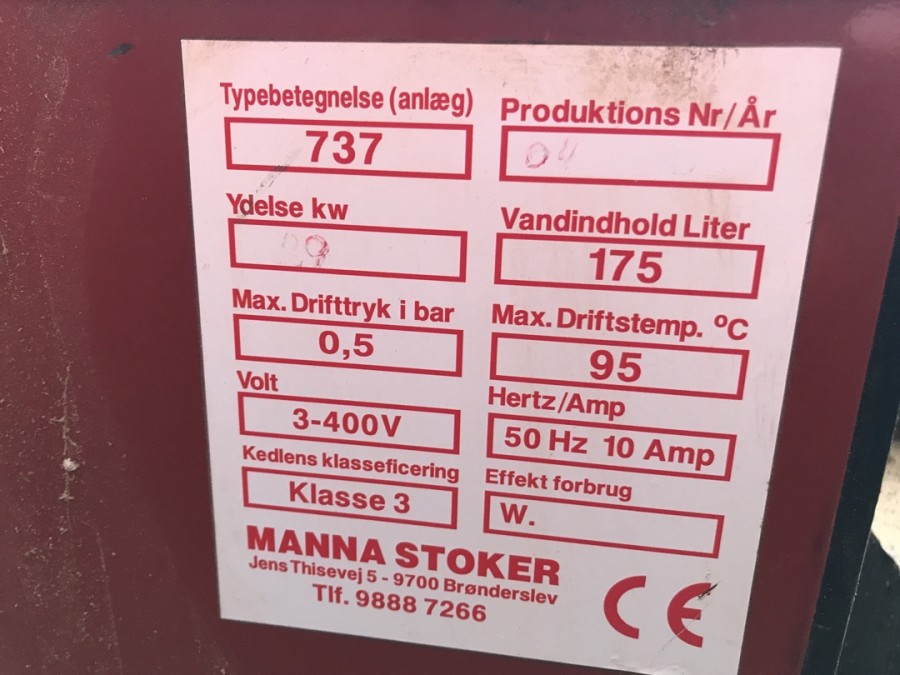 Typebetegnelse (anlæg)
737
Produktions Nr/År
04
Ydelse kw
Vandindhold Liter
175
Max. Drifttryk i bar
0,5
Max. Driftstemp. ºC
95
Volt
3-400V
Hertz/Amp
50 Hz 10 Amp
Kedlens klasseficering
Klasse 3
Effekt forbrug
W.
MANNA STOKER
Jens Thisevej 5 - 9700 Brønderslev
Tlf. 9888 7266
CE